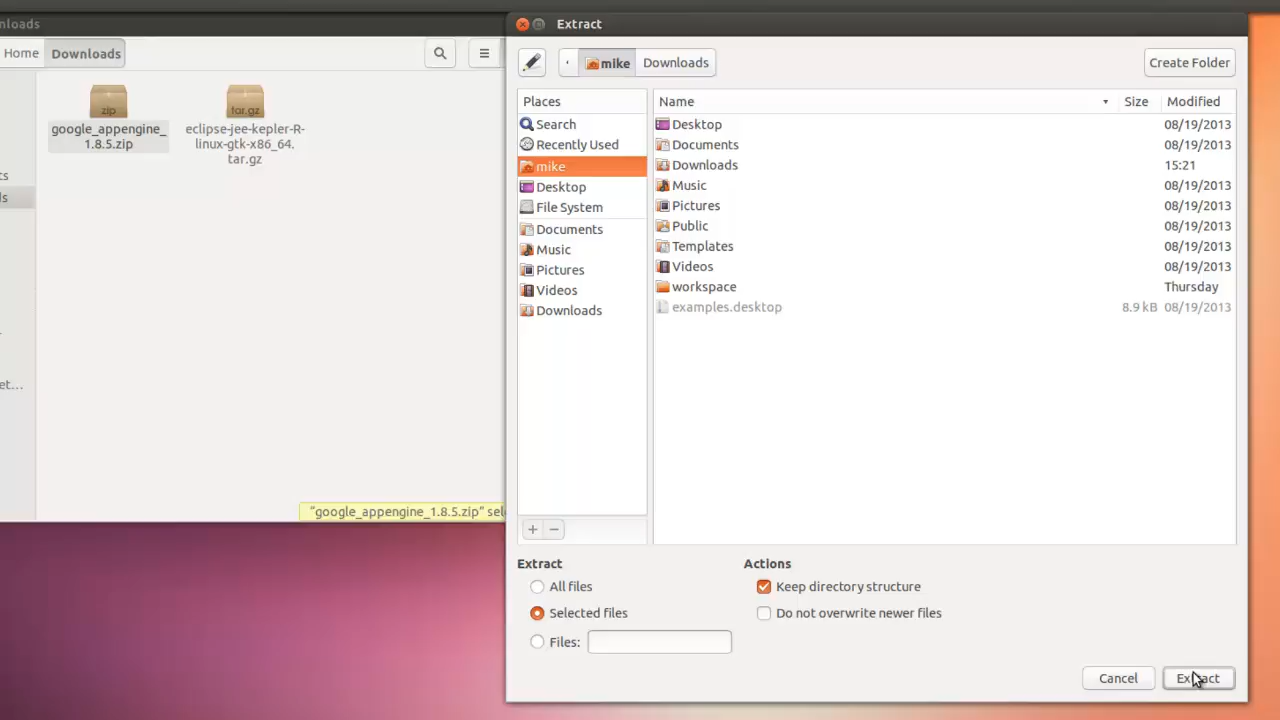 nloads
Home
Downloads
zip
google_appengine_
1.8.5.zip
tar.gz
eclipse-jee-kepler-R-
linux-gtk-x86_64.
tar.gz
ts
s
et...
"google_appengine_1.8.5.zip" sel
Extract
mike
Downloads
Create Folder
Places
Search
Recently Used
mike
Desktop
File System
Documents
Music
Pictures
Videos
Downloads
Name Size Modified
Desktop 08/19/2013
Documents 08/19/2013
Downloads 15:21
Music 08/19/2013
Pictures 08/19/2013
Public 08/19/2013
Templates 08/19/2013
Videos 08/19/2013
workspace Thursday
examples.desktop 8.9 kB 08/19/2013
Extract
All files
Selected files
Files:
Actions
Keep directory structure
Do not overwrite newer files
Cancel
Extract